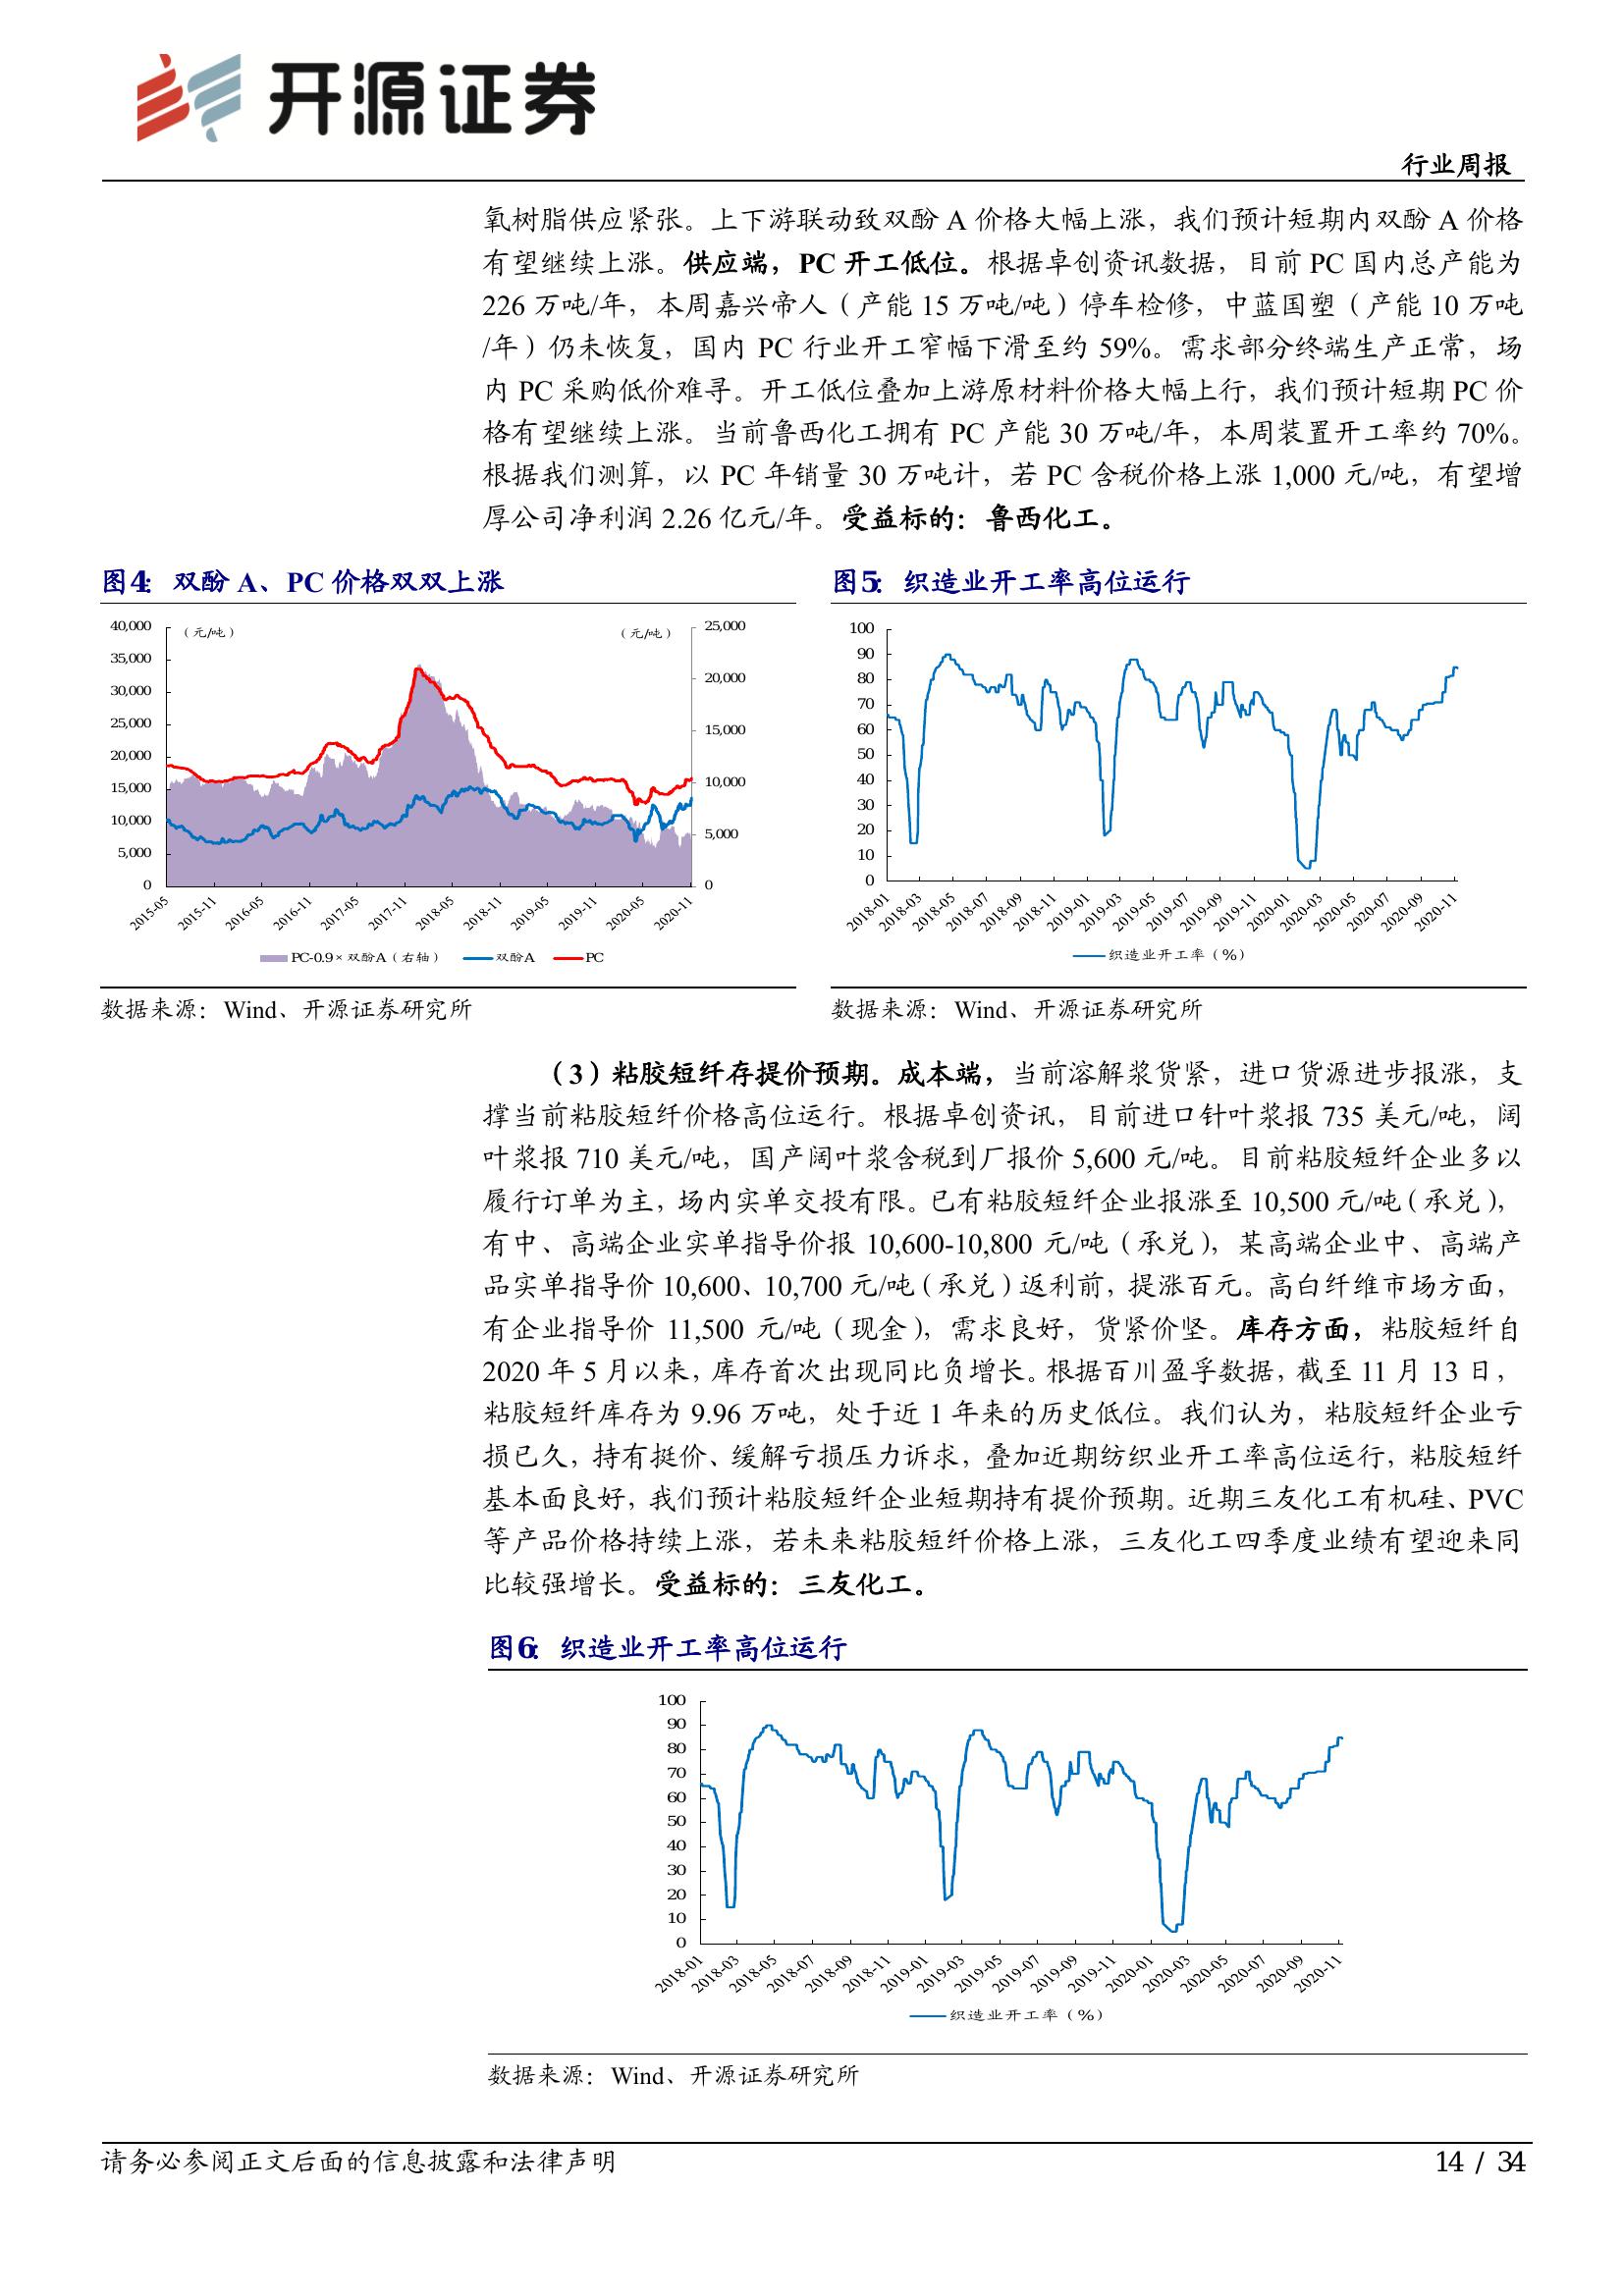 开源证券
行业周报
氧树脂供应紧张。上下游联动致双酚 A 价格大幅上涨，我们预计短期内双酚 A 价格
有望继续上涨。供应端，PC 开工低位。根据卓创资讯数据，目前 PC 国内总产能为
226 万吨/年，本周嘉兴帝人（产能 15 万吨/吨）停车检修，中蓝国塑（产能 10 万吨
/年）仍未恢复，国内 PC 行业开工窄幅下滑至约 59%。需求部分终端生产正常，场
内 PC 采购低价难寻。开工低位叠加上游原材料价格大幅上行，我们预计短期 PC 价
格有望继续上涨。当前鲁西化工拥有 PC 产能 30 万吨/年，本周装置开工率约 70%。
根据我们测算，以 PC 年销量 30 万吨计，若 PC 含税价格上涨 1,000 元/吨，有望增
厚公司净利润 2.26 亿元/年。受益标的：鲁西化工。
图4：双酚 A、PC 价格双双上涨
（元/吨） （元/吨）
40,000
35,000
30,000
25,000
20,000
15,000
10,000
5,000
0
25,000
20,000
15,000
10,000
5,000
0
2015-05 2015-11 2016-05 2016-11 2017-05 2017-11 2018-05 2018-11 2019-05 2019-11 2020-05 2020-11
PC-0.9×双酚A（右轴） 双酚A PC
数据来源：Wind、开源证券研究所
图5：织造业开工率高位运行
100
90
80
70
60
50
40
30
20
10
0
2018-01 2018-03 2018-05 2018-07 2018-09 2018-11 2019-01 2019-03 2019-05 2019-07 2019-09 2019-11 2020-01 2020-03 2020-05 2020-07 2020-09 2020-11
织造业开工率（%）
数据来源：Wind、开源证券研究所
（3）粘胶短纤存提价预期。成本端，当前溶解浆货紧，进口货源进步报涨，支
撑当前粘胶短纤价格高位运行。根据卓创资讯，目前进口针叶浆报 735 美元/吨，阔
叶浆报 710 美元/吨，国产阔叶浆含税到厂报价 5,600 元/吨。目前粘胶短纤企业多以
履行订单为主，场内实单交投有限。已有粘胶短纤企业报涨至 10,500 元/吨（承兑），
有中、高端企业实单指导价报 10,600-10,800 元/吨（承兑），某高端企业中、高端产
品实单指导价 10,600、10,700 元/吨（承兑）返利前，提涨百元。高白纤维市场方面，
有企业指导价 11,500 元/吨（现金），需求良好，货紧价坚。库存方面，粘胶短纤自
2020 年 5 月以来，库存首次出现同比负增长。根据百川盈孚数据，截至 11 月 13 日，
粘胶短纤库存为 9.96 万吨，处于近 1 年来的历史低位。我们认为，粘胶短纤企业亏
损已久，持有挺价、缓解亏损压力诉求，叠加近期纺织业开工率高位运行，粘胶短纤
基本面良好，我们预计粘胶短纤企业短期持有提价预期。近期三友化工有机硅、PVC
等产品价格持续上涨，若未来粘胶短纤价格上涨，三友化工四季度业绩有望迎来同
比较强增长。受益标的：三友化工。
图6：织造业开工率高位运行
100
90
80
70
60
50
40
30
20
10
0
2018-01 2018-03 2018-05 2018-07 2018-09 2018-11 2019-01 2019-03 2019-05 2019-07 2019-09 2019-11 2020-01 2020-03 2020-05 2020-07 2020-09 2020-11
织造业开工率（%）
数据来源：Wind、开源证券研究所
请务必参阅正文后面的信息披露和法律声明
14 / 34